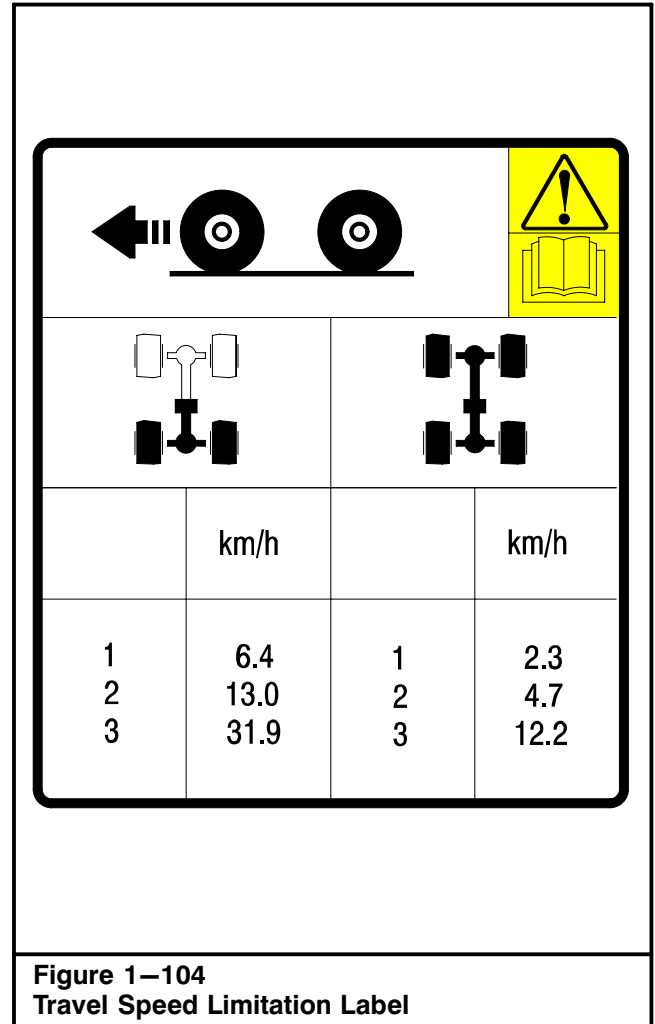 km/h km/h
1 6.4 1 2.3
2 13.0 2 4.7
3 31.9 3 12.2
Figure 1–104
Travel Speed Limitation Label